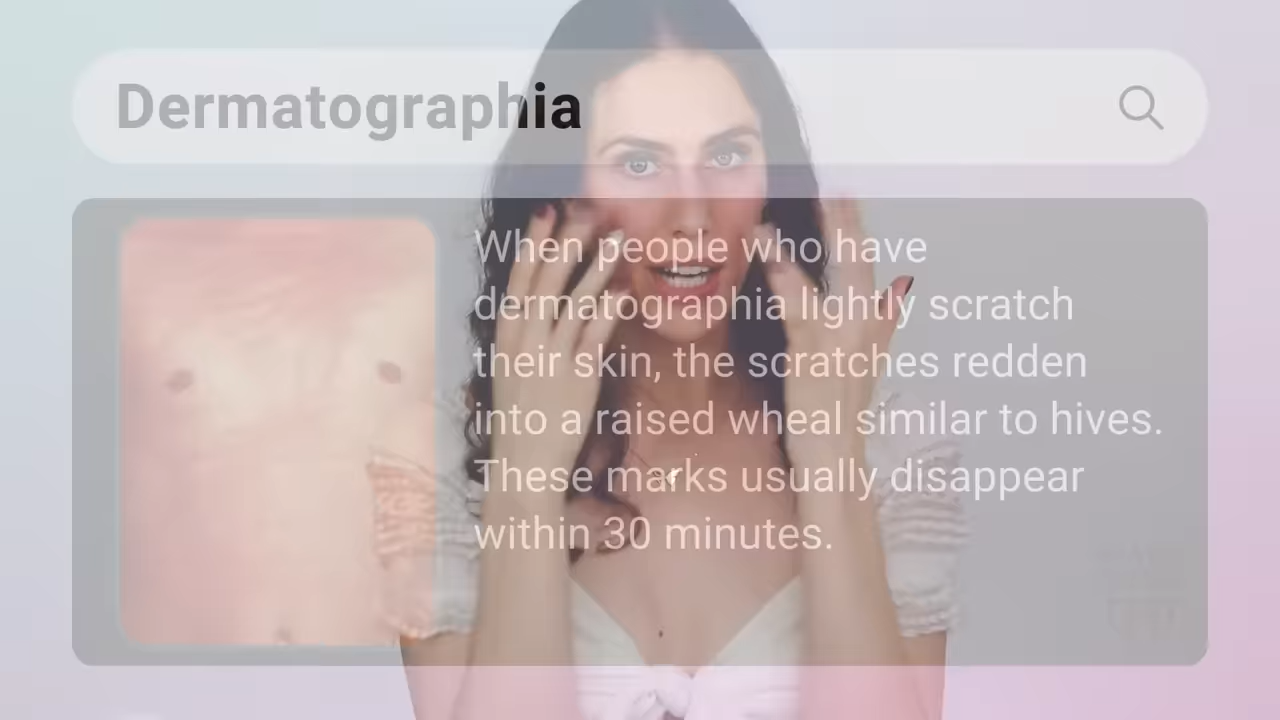 Dermatographia
When people who have
dermatographia lightly scratch
their skin, the scratches redden
into a raised wheal similar to hives.
These marks usually disappear
within 30 minutes.